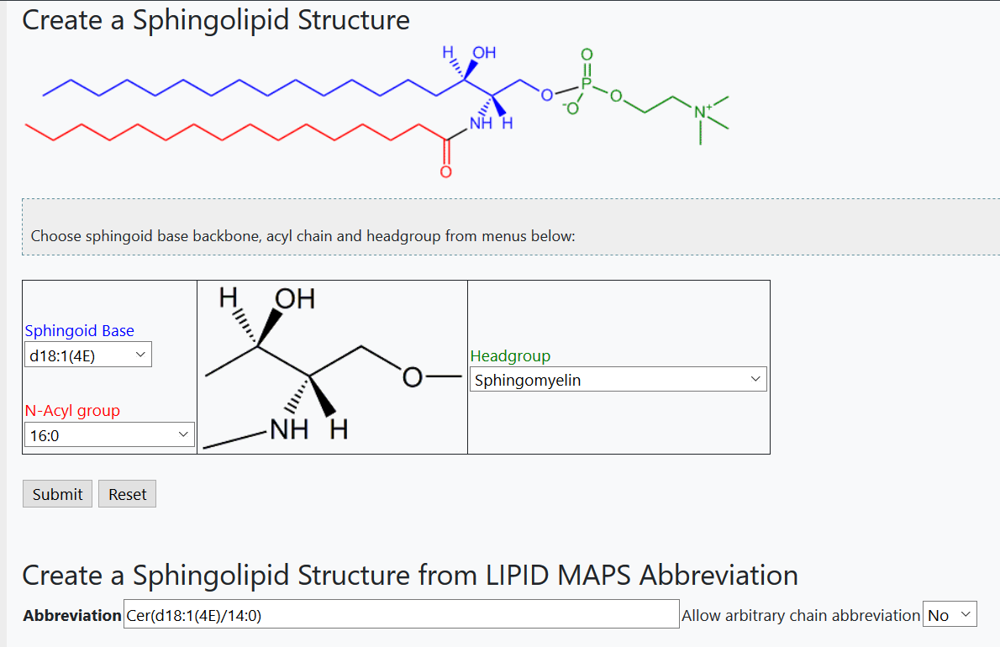 Create a Sphingolipid Structure
H OH
O
O P O
-O
N+
NH H
O
Choose sphingoid base backbone, acyl chain and headgroup from menus below:
H OH
Sphingoid Base
d18:1(4E)
Headgroup
O
Sphingomyelin
N-Acyl group
16:0
NH H
Submit Reset
Create a Sphingolipid Structure from LIPID MAPS Abbreviation
Abbreviation Cer(d18:1(4E)/14:0) Allow arbitrary chain abbreviation No